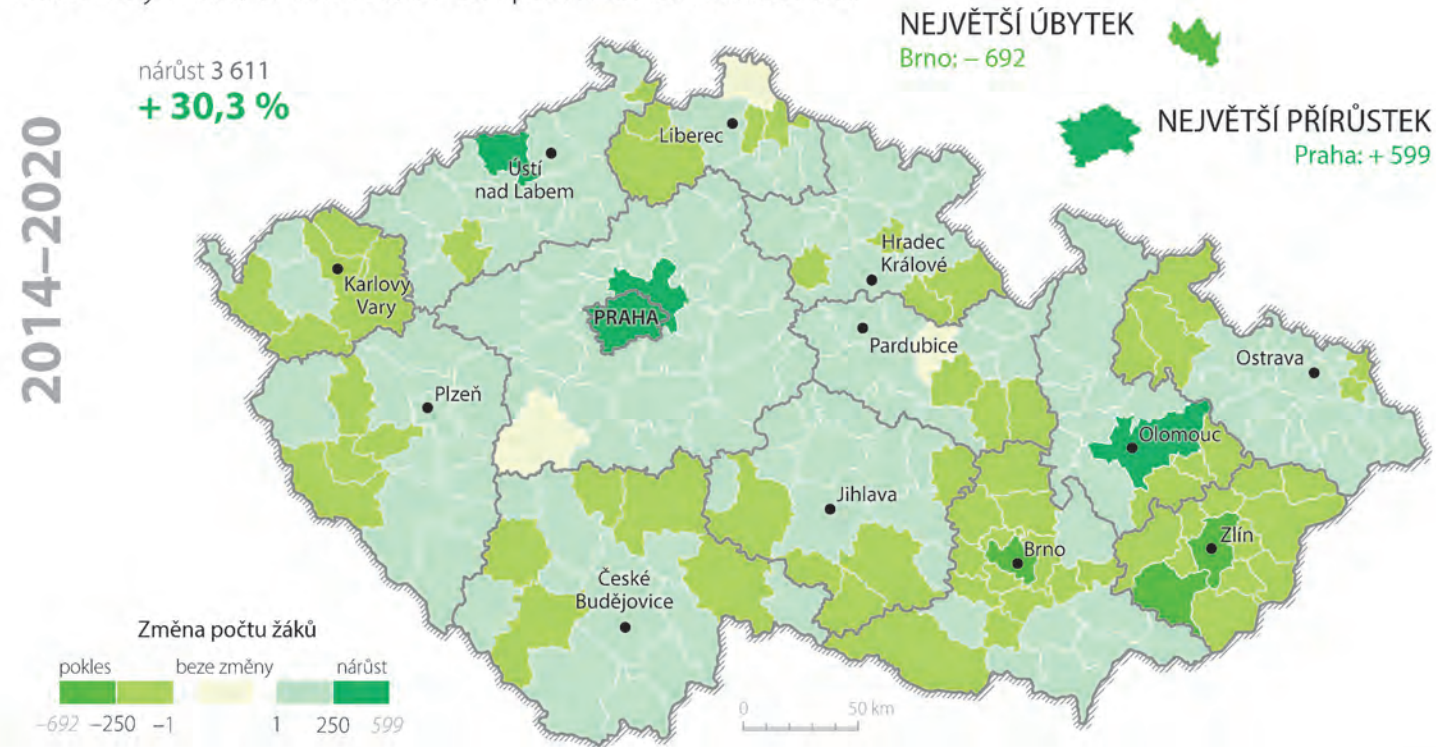 NEJVĚTŠÍ ÚBYTEK
Brno: – 692
nárůst 3 611
+ 30,3 %
NEJVĚTŠÍ PŘÍRŮSTEK
Praha: + 599
2014–2020
Liberec
Ústí
nad Labem
Hradec
Králové
Karlovy
Vary
PRAHA
Pardubice
Ostrava
Plzeň
Olomouc
Jihlava
Zlín
Brno
České
Budějovice
Změna počtu žáků
pokles beze změny nárůst
–692 –250 –1 1 250 599
0 50 km